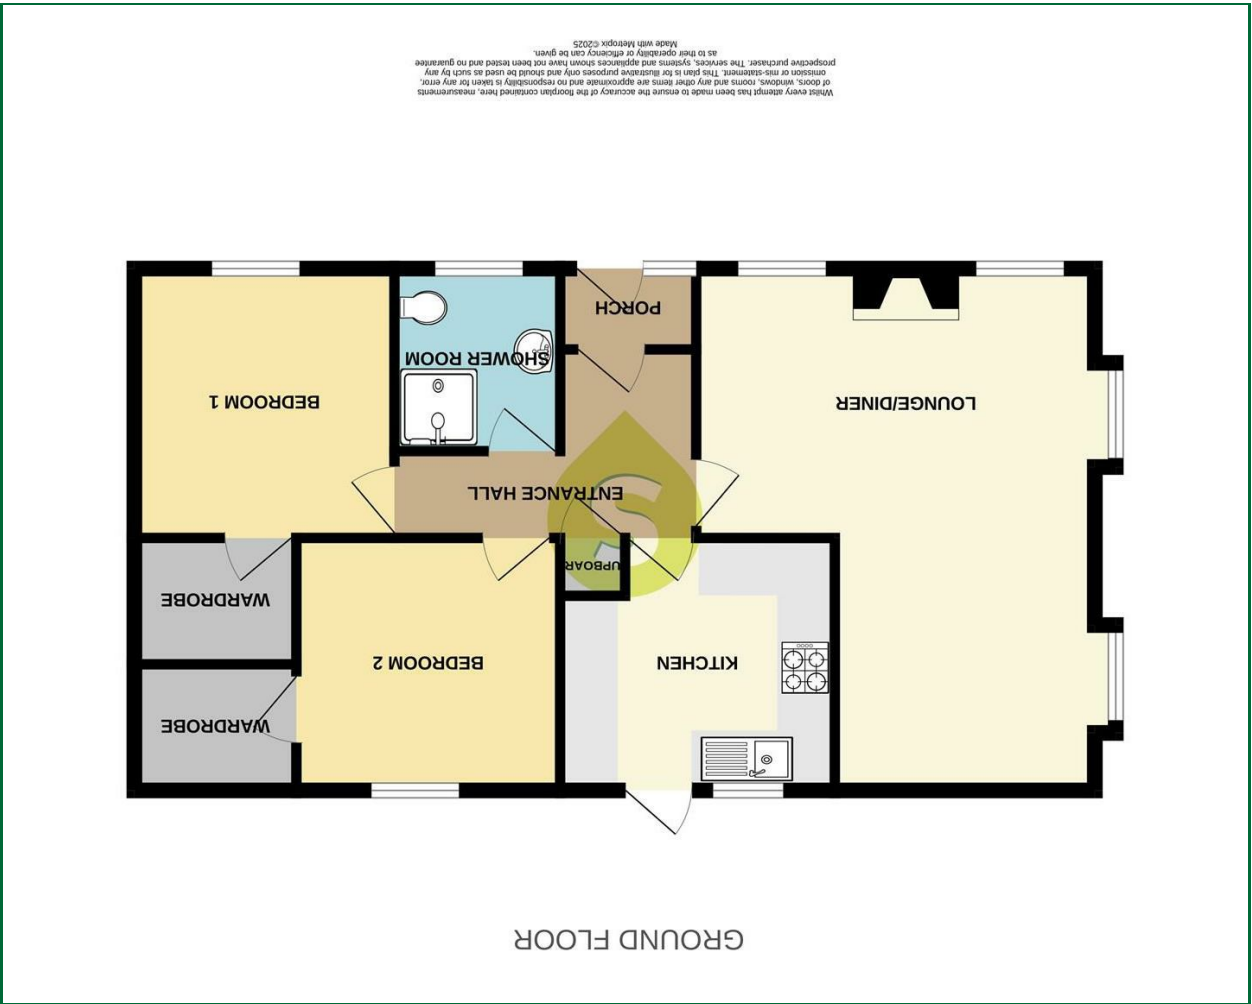 GROUND FLOOR
WARDROBE
KITCHEN
BEDROOM 2
WARDROBE
UPBOAR
S
ENTRANCE HALL
LOUNGE/DINER
BEDROOM 1
SHOWER ROOM
PORCH
Whilst every attempt has been made to ensure the accuracy of the floorplan contained here, measurements
of doors, windows, rooms and any other items are approximate and no responsibility is taken for any error,
omission or mis-statement. This plan is for illustrative purposes only and should be used as such by any
prospective purchaser. The services, systems and appliances shown have not been tested and no guarantee
as to their operability or efficiency can be given.
Made with Metropix ©2025